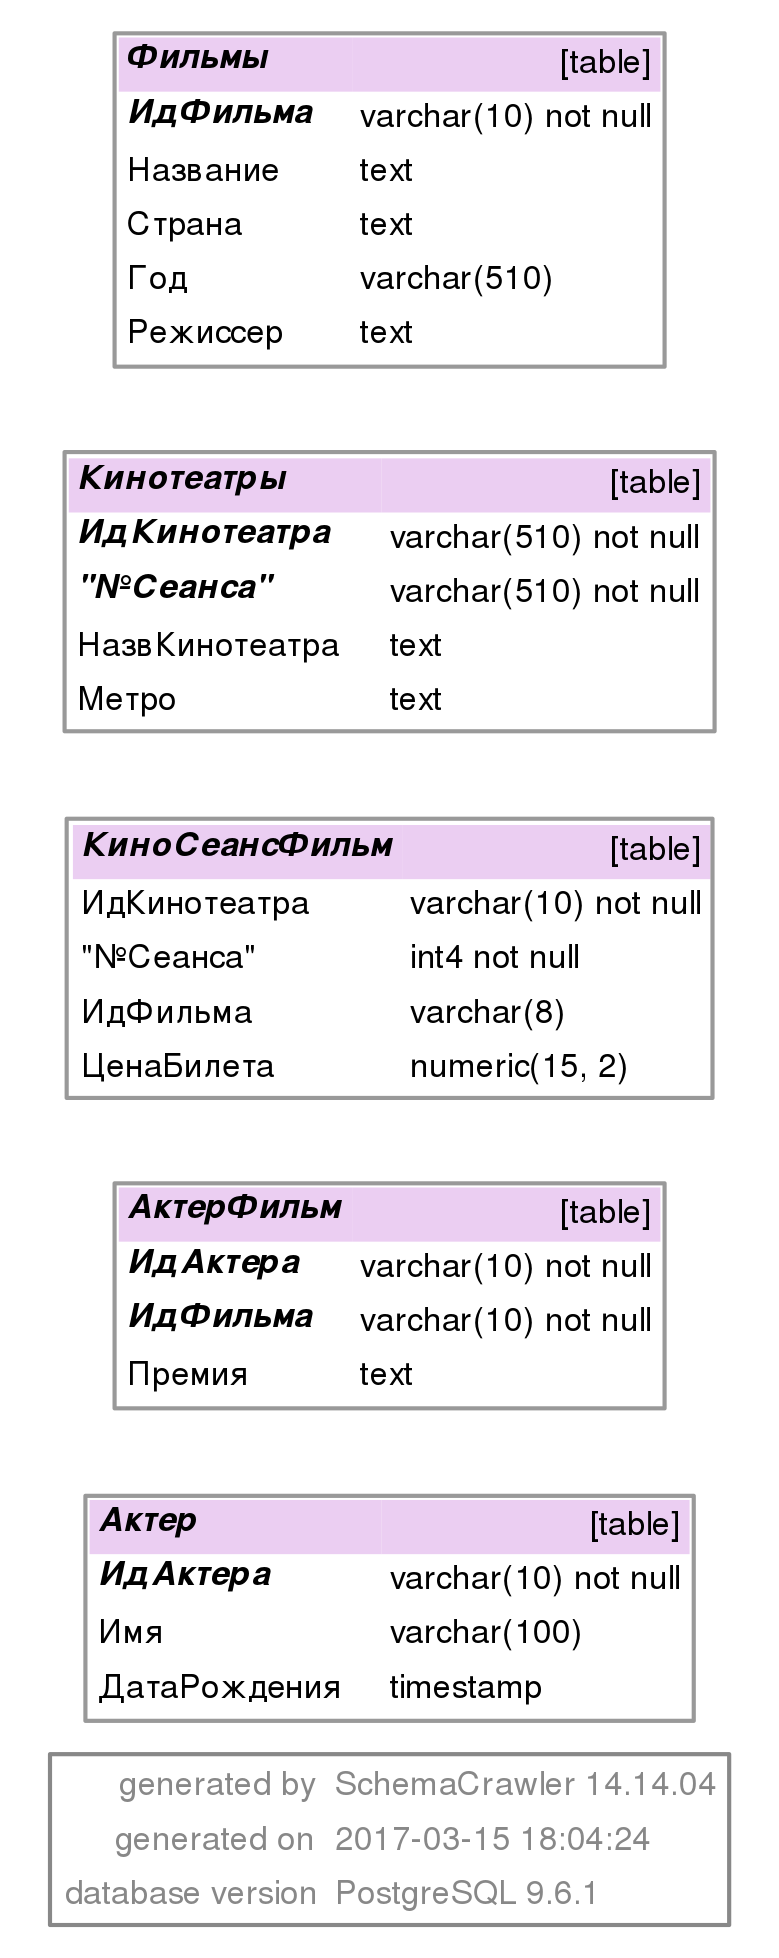 Фильмы [table]
ИдФильма varchar(10) not null
Название text
Страна text
Год varchar(510)
Режиссер text
Кинотеатры [table]
ИдКинотеатра varchar(510) not null
"№Сеанса" varchar(510) not null
НазвКинотеатра text
Метро text
КиноСеансФильм [table]
ИдКинотеатра varchar(10) not null
"№Сеанса" int4 not null
ИдФильма varchar(8)
ЦенаБилета numeric(15, 2)
АктерФильм [table]
ИдАктера varchar(10) not null
ИдФильма varchar(10) not null
Премия text
Актер [table]
ИдАктера varchar(10) not null
Имя varchar(100)
ДатаРождения timestamp
generated by SchemaCrawler 14.14.04
generated on 2017-03-15 18:04:24
database version PostgreSQL 9.6.1